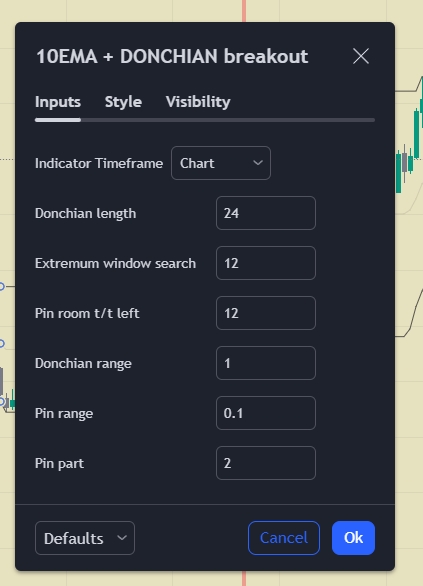 10EMA + DONCHIAN breakout
Inputs Style Visibility
Indicator Timeframe Chart
Donchian length 24
Extremum window search 12
Pin room t/t left 12
Donchian range 1
Pin range 0.1
Pin part 2
Defaults Cancel Ok